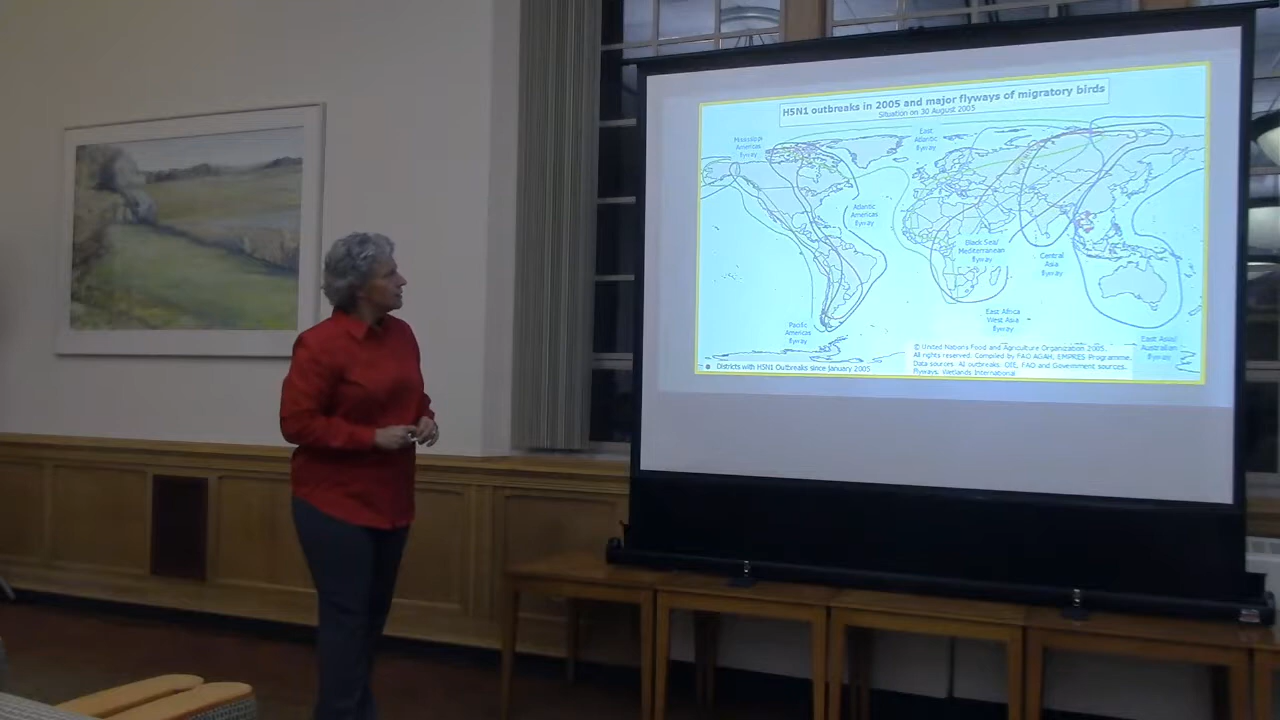 H5N1 outbreaks in 2005 and major flyways of migratory birds
Situation on 30 August 2005
Mississippi
Americas
flyway
East
Atlantic
flyway
Atlantic
Americas
flyway
Black Sea/
Mediterranean
flyway
Central
Asia
flyway
Pacific
Americas
flyway
East Africa
West Asia
flyway
East Asia/
Australian
flyway
Districts with H5N1 Outbreaks since January 2005
© United Nations Food and Agriculture Organization 2005.
All rights reserved. Compiled by FAO AGAH, EMPRES Programme.
Data sources: AI outbreaks: OIE, FAO and Government sources.
Flyways: Wetlands International